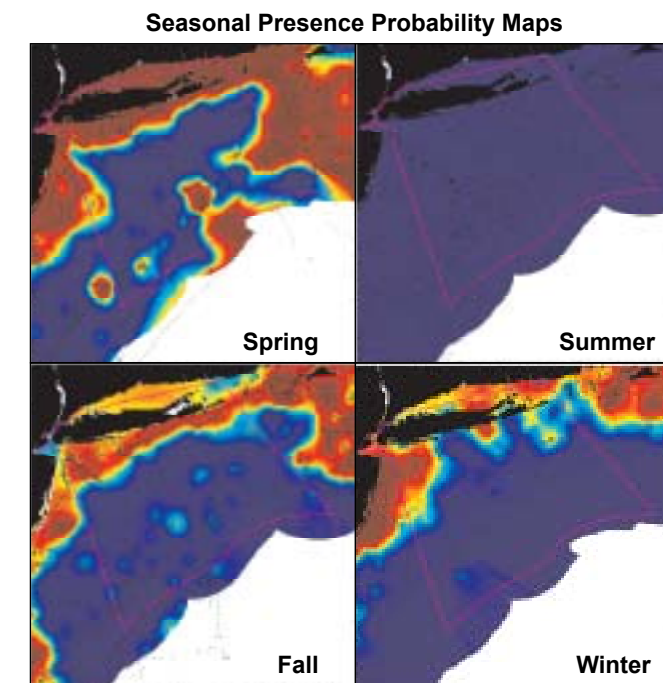 Seasonal Presence Probability Maps
Spring
Summer
Fall
Winter